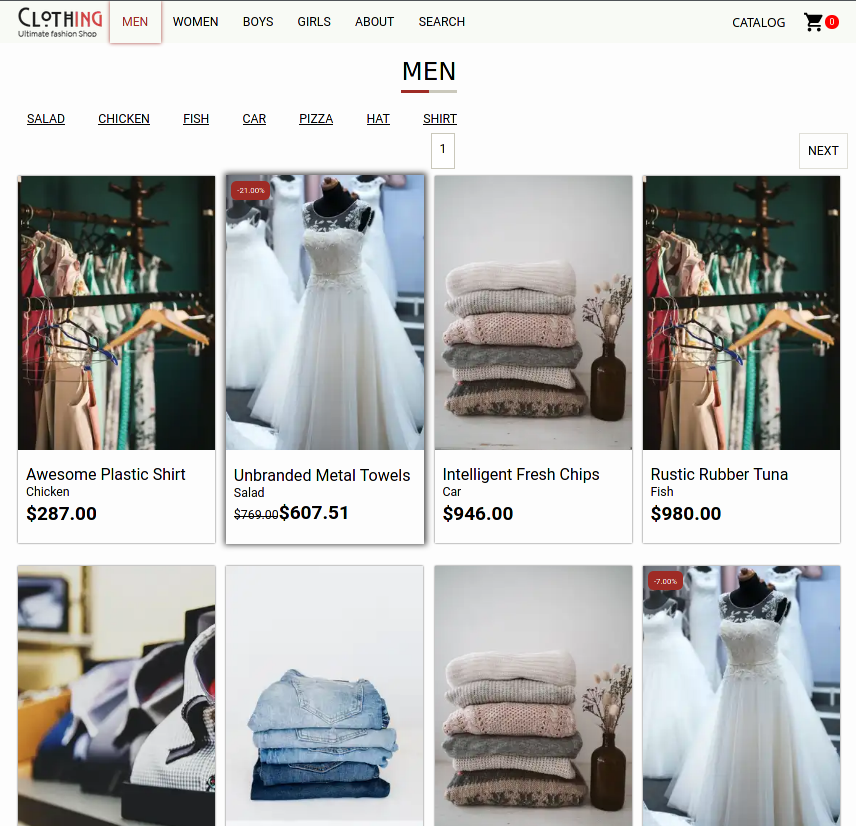 CLOTHING
Ultimate fashion Shop
MEN WOMEN BOYS GIRLS ABOUT SEARCH CATALOG 0
MEN
SALAD CHICKEN FISH CAR PIZZA HAT SHIRT
1
NEXT
-21.00%
Awesome Plastic Shirt
Chicken
$287.00
Unbranded Metal Towels
Salad
$769.00$607.51
Intelligent Fresh Chips
Car
$946.00
Rustic Rubber Tuna
Fish
$980.00
-7.00%